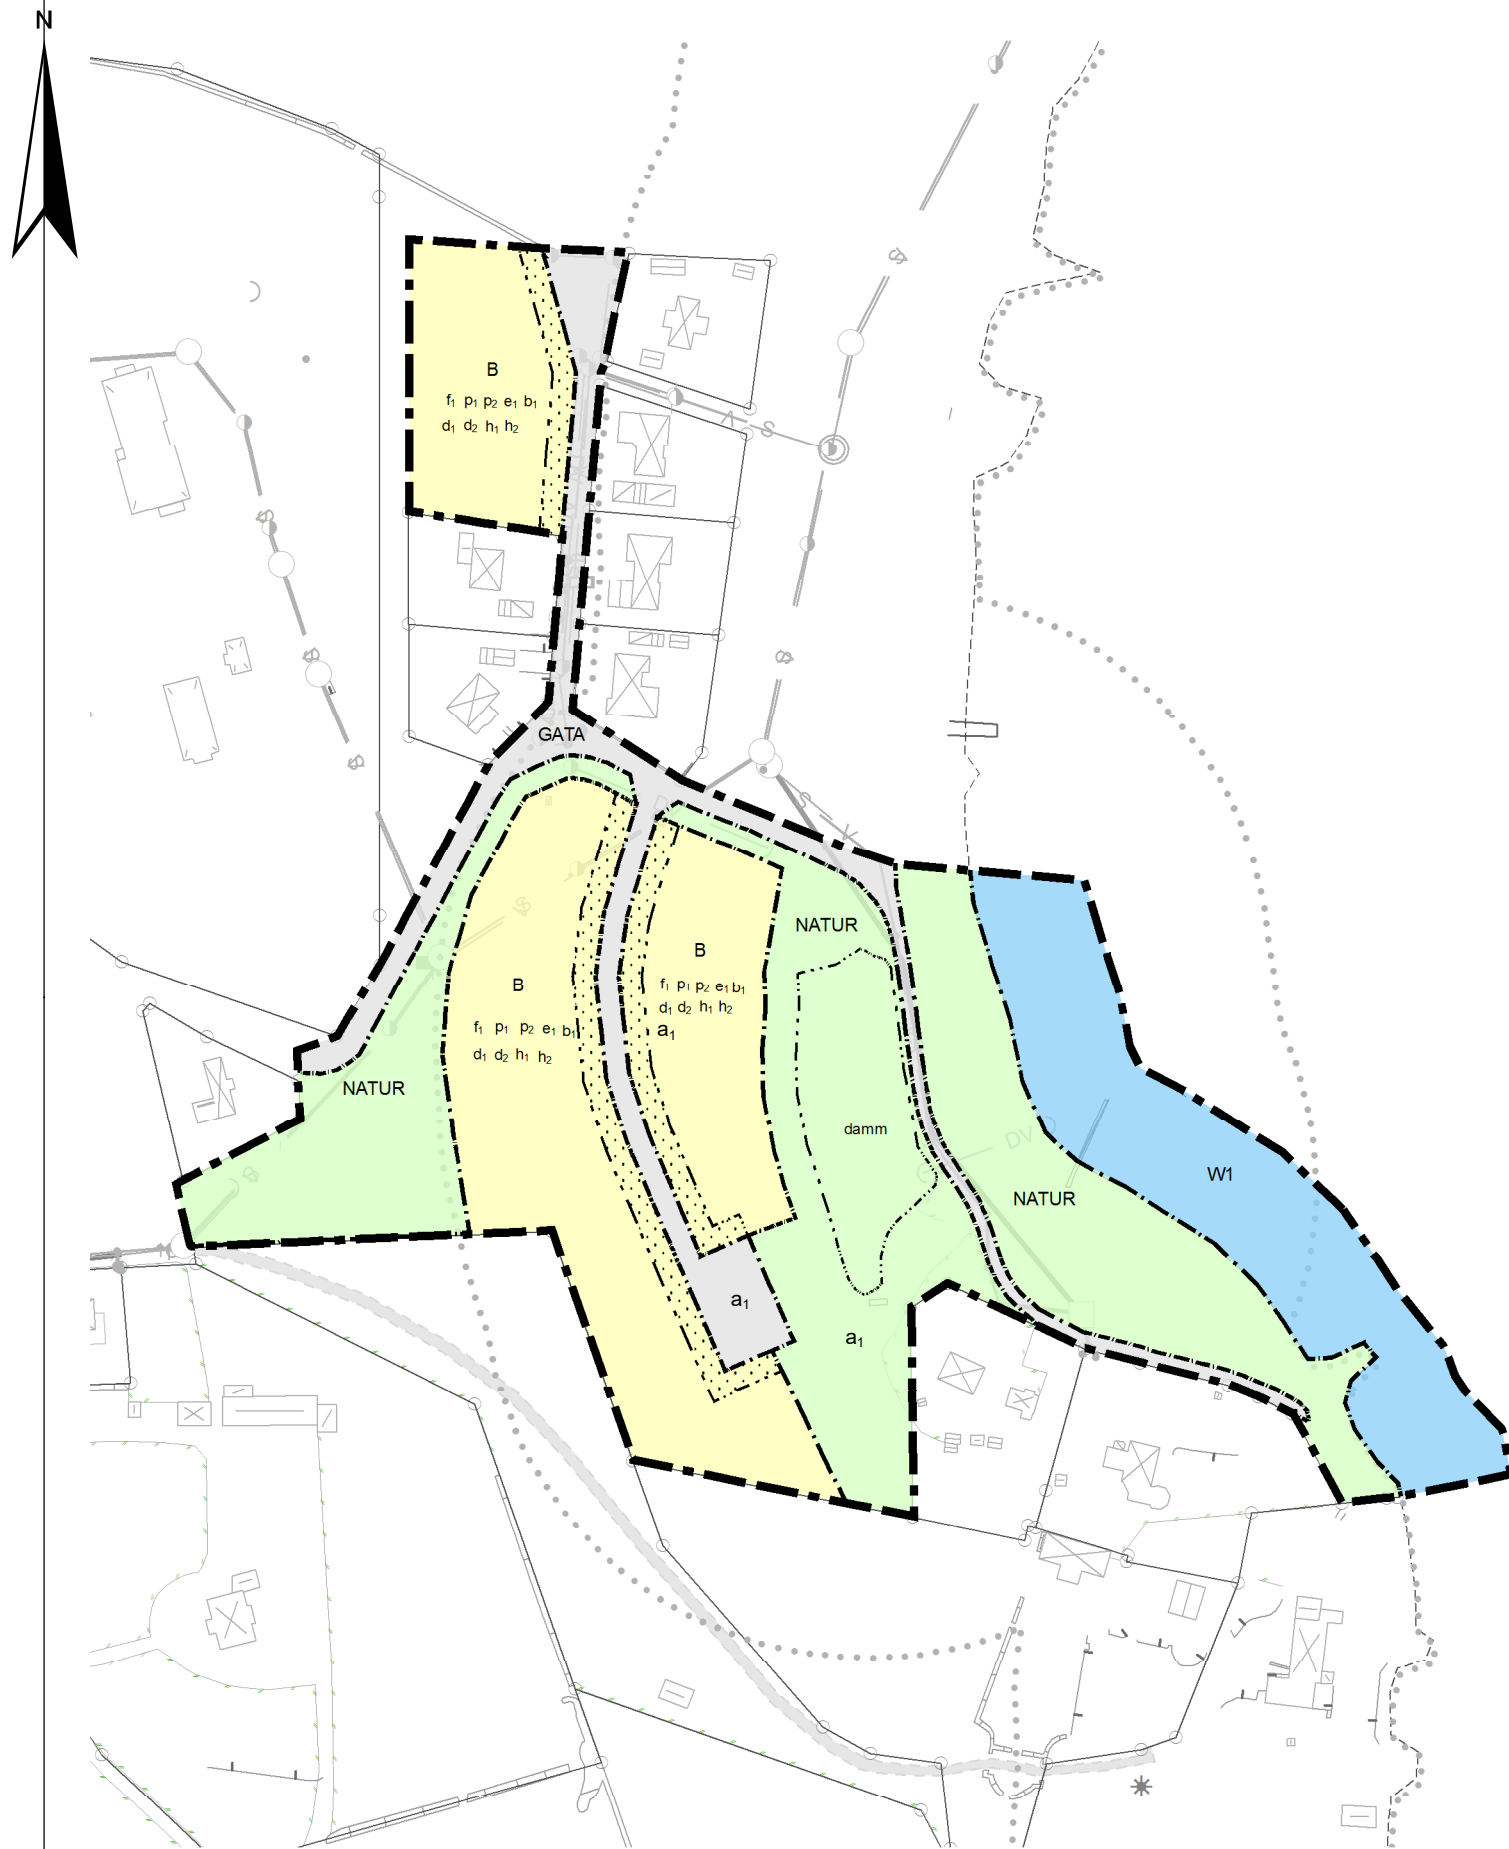 N
B
f₁ p₁ p₂ e₁ b₁
d₁ d₂ h₁ h₂
V S
S
S
S
S
S
GATA
D
S V
S
NATUR
B
f₁ p₁ p₂ e₁ b₁
d₁ d₂ h₁ h₂
a₁
B
f₁ p₁ p₂ e₁ b₁
d₁ d₂ h₁ h₂
NATUR
damm
DV
W1
NATUR
a₁
a₁